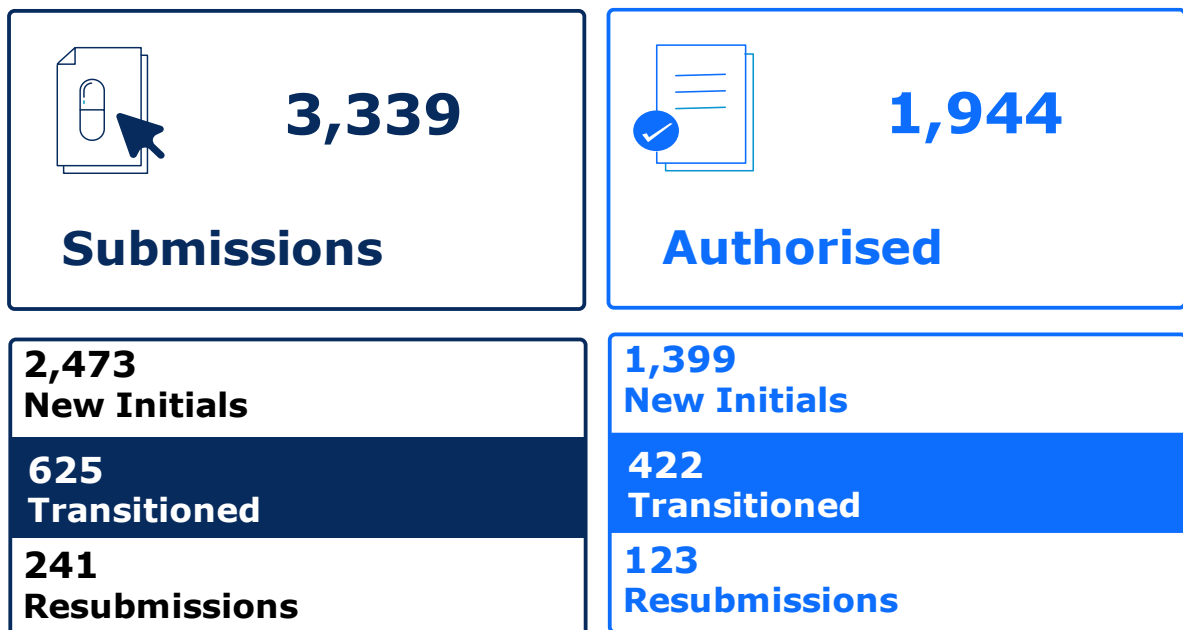 3,339
Submissions
2,473
New Initials
625
Transitioned
241
Resubmissions
1,944
Authorised
1,399
New Initials
422
Transitioned
123
Resubmissions